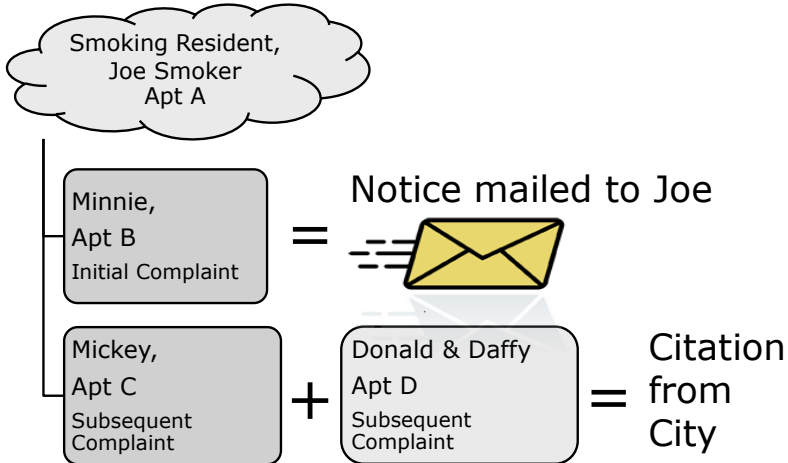 Smoking Resident,
Joe Smoker
Apt A
Minnie,
Apt B
Initial Complaint
=
Notice mailed to Joe
Mickey,
Apt C
Subsequent
Complaint
+
Donald & Daffy
Apt D
Subsequent
Complaint
=
Citation
from
City